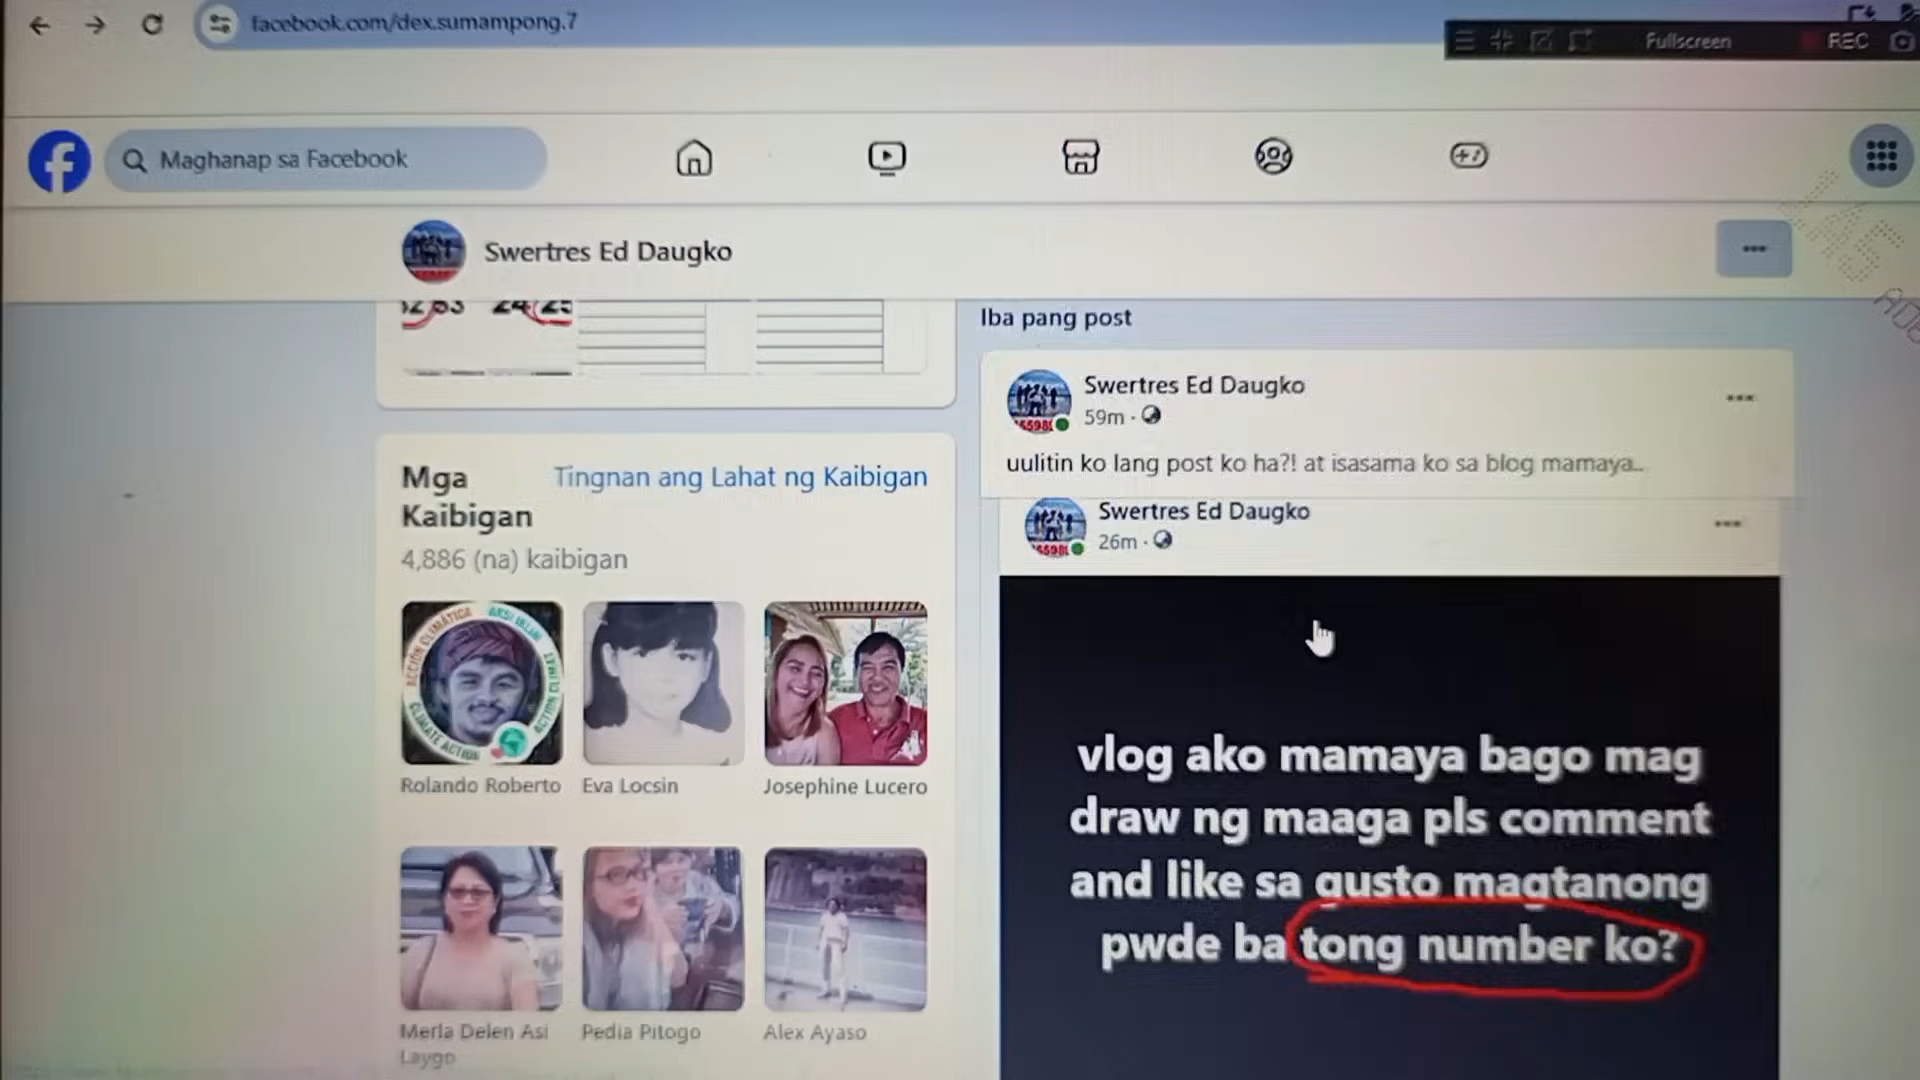 facebook.com/dex.sumampong.7
Fullscreen
REC
Maghanap sa Facebook
Swertres Ed Daugko
Iba pang post
Swertres Ed Daugko
59m ·
uulitin ko lang post ko ha?! at isasama ko sa blog mamaya..
Mga Kaibigan
Tingnan ang Lahat ng Kaibigan
4,886 (na) kaibigan
Swertres Ed Daugko
26m ·
ACCIÓN CLIMÁTICA
CLIMATE ACTION
Rolando Roberto
Eva Locsin
Josephine Lucero
Merla Delen Asi
Laygo
Pedia Pitogo
Alex Ayaso
vlog ako mamaya bago mag
draw ng maaga pls comment
and like sa gusto magtanong
pwde ba tong number ko?